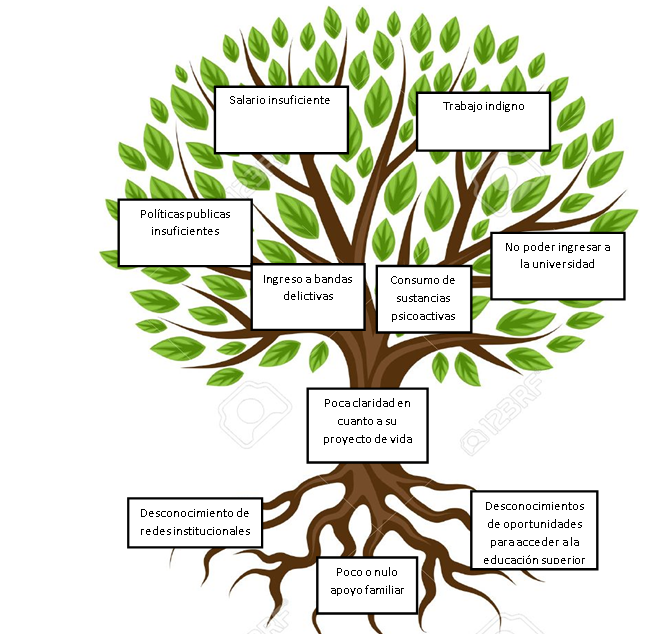 Salario insuficiente
Trabajo indigno
Políticas publicas
insuficientes
No poder ingresar a
la universidad
Ingreso a bandas
delictivas
Consumo de
sustancias
psicoactivas
Poca claridad en
cuanto a su
proyecto de vida
Desconocimiento de
redes institucionales
Desconocimientos
de oportunidades
para acceder a la
educación superior
Poco o nulo
apoyo familiar
123RF